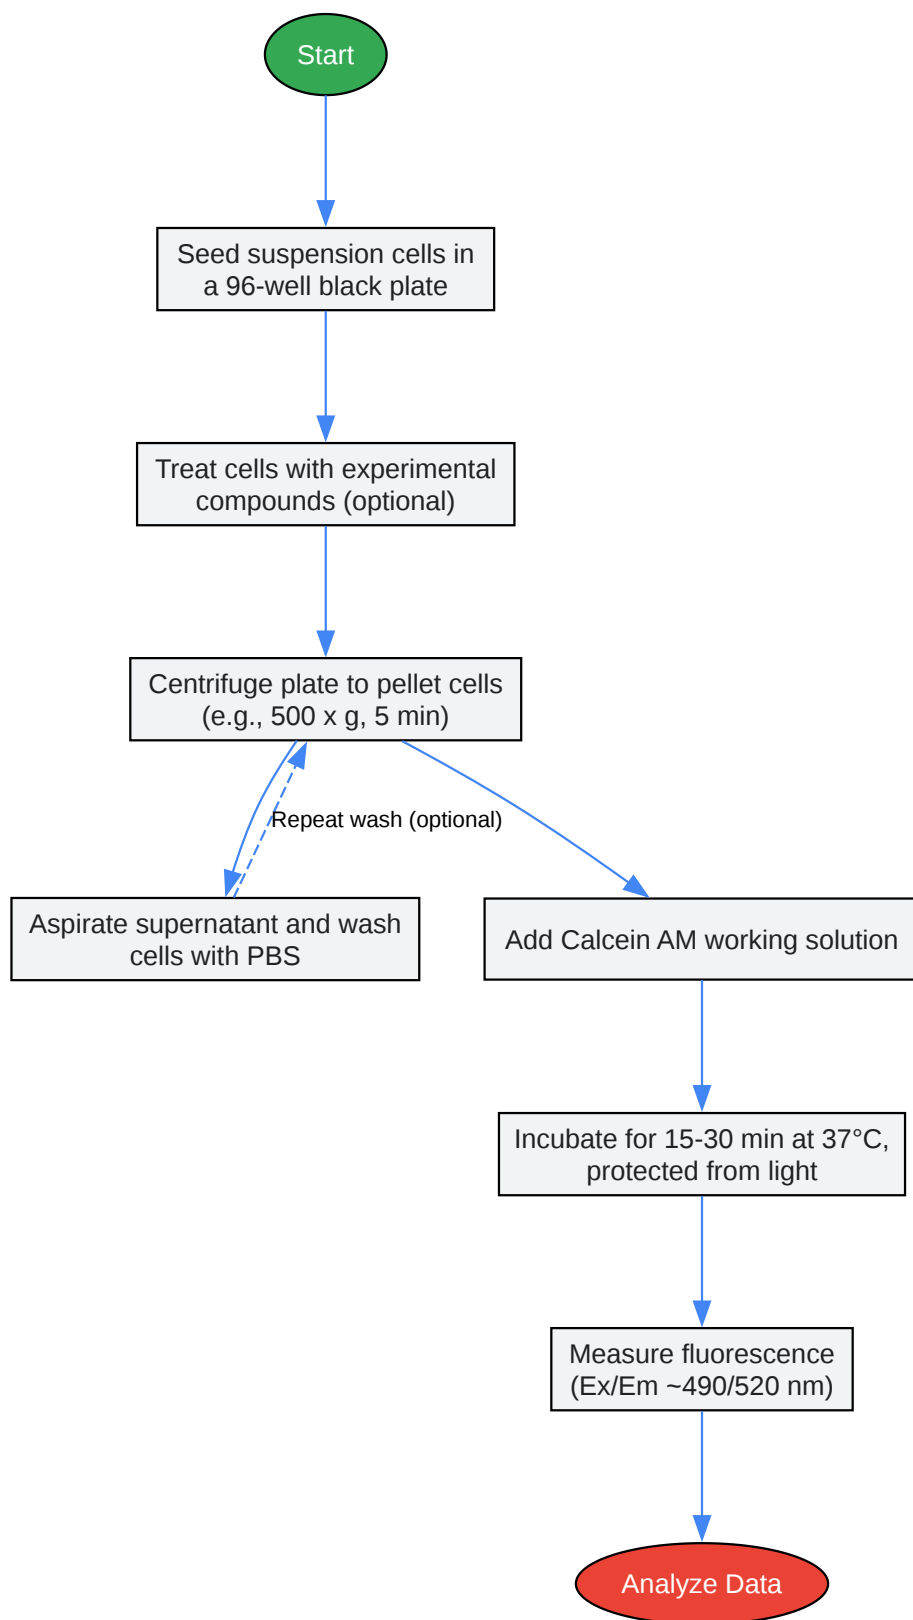 Start
Seed suspension cells in
a 96-well black plate
Treat cells with experimental
compounds (optional)
Centrifuge plate to pellet cells
(e.g., 500 x g, 5 min)
Repeat wash (optional)
Aspirate supernatant and wash
cells with PBS
Add Calcein AM working solution
Incubate for 15-30 min at 37°C,
protected from light
Measure fluorescence
(Ex/Em ~490/520 nm)
Analyze Data